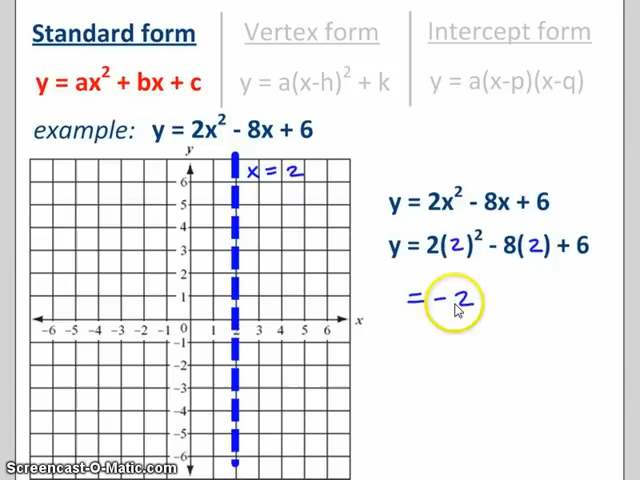 Standard form
Vertex form
Intercept form
y = ax² + bx + c
y = a(x-h)² + k
y = a(x-p)(x-q)
example: y = 2x² - 8x + 6
y
x = 2
6
5
4
3
2
1
-6 -5 -4 -3 -2 -1 0 1 2 3 4 5 6 x
-1
-2
-3
-4
-5
-6
y = 2x² - 8x + 6
y = 2(2)² - 8(2) + 6
= -2
Screencast-O-Matic.com